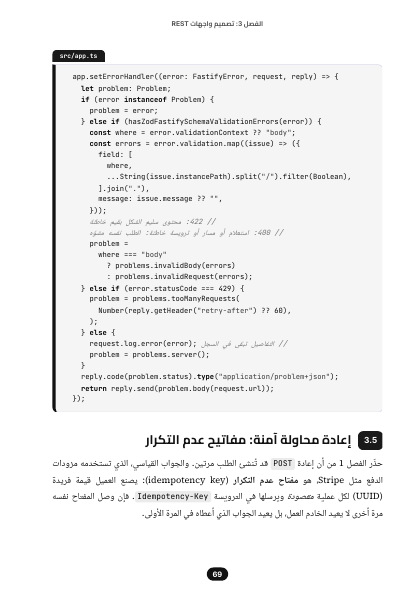 الفصل 3: تصميم واجهات REST
src/app.ts
app.setErrorHandler((error: FastifyError, request, reply) => {
  let problem: Problem;
  if (error instanceof Problem) {
    problem = error;
  } else if (hasZodFastifySchemaValidationErrors(error)) {
    const where = error.validationContext ?? "body";
    const errors = error.validation.map((issue) => ({
      field: [
        where,
        ...String(issue.instancePath).split("/").filter(Boolean),
      ].join("."),
      message: issue.message ?? "",
    }));
    // 422: محتوى سليم الشكل بقيم خاطئة
    // 400: استعلام أو مسار أو ترويسة خاطئة: الطلب نفسه مشوّه
    problem =
      where === "body"
        ? problems.invalidBody(errors)
        : problems.invalidRequest(errors);
  } else if (error.statusCode === 429) {
    problem = problems.tooManyRequests(
      Number(reply.getHeader("retry-after") ?? 60),
    );
  } else {
    request.log.error(error); // التفاصيل تبقى في السجل
    problem = problems.server();
  }
  reply.code(problem.status).type("application/problem+json");
  return reply.send(problem.body(request.url));
});
3.5 إعادة محاولة آمنة: مفاتيح عدم التكرار
حذّر الفصل 1 من أن إعادة POST قد تُنشئ الطلب مرتين. والجواب القياسي، الذي تستخدمه مزودات
الدفع مثل Stripe، هو مفتاح عدم التكرار (idempotency key): يصنع العميل قيمة فريدة
(UUID) لكل عملية مقصودة ويرسلها في الترويسة Idempotency-Key. فإن وصل المفتاح نفسه
مرة أخرى لا يعيد الخادم العمل، بل يعيد الجواب الذي أعطاه في المرة الأولى.
69